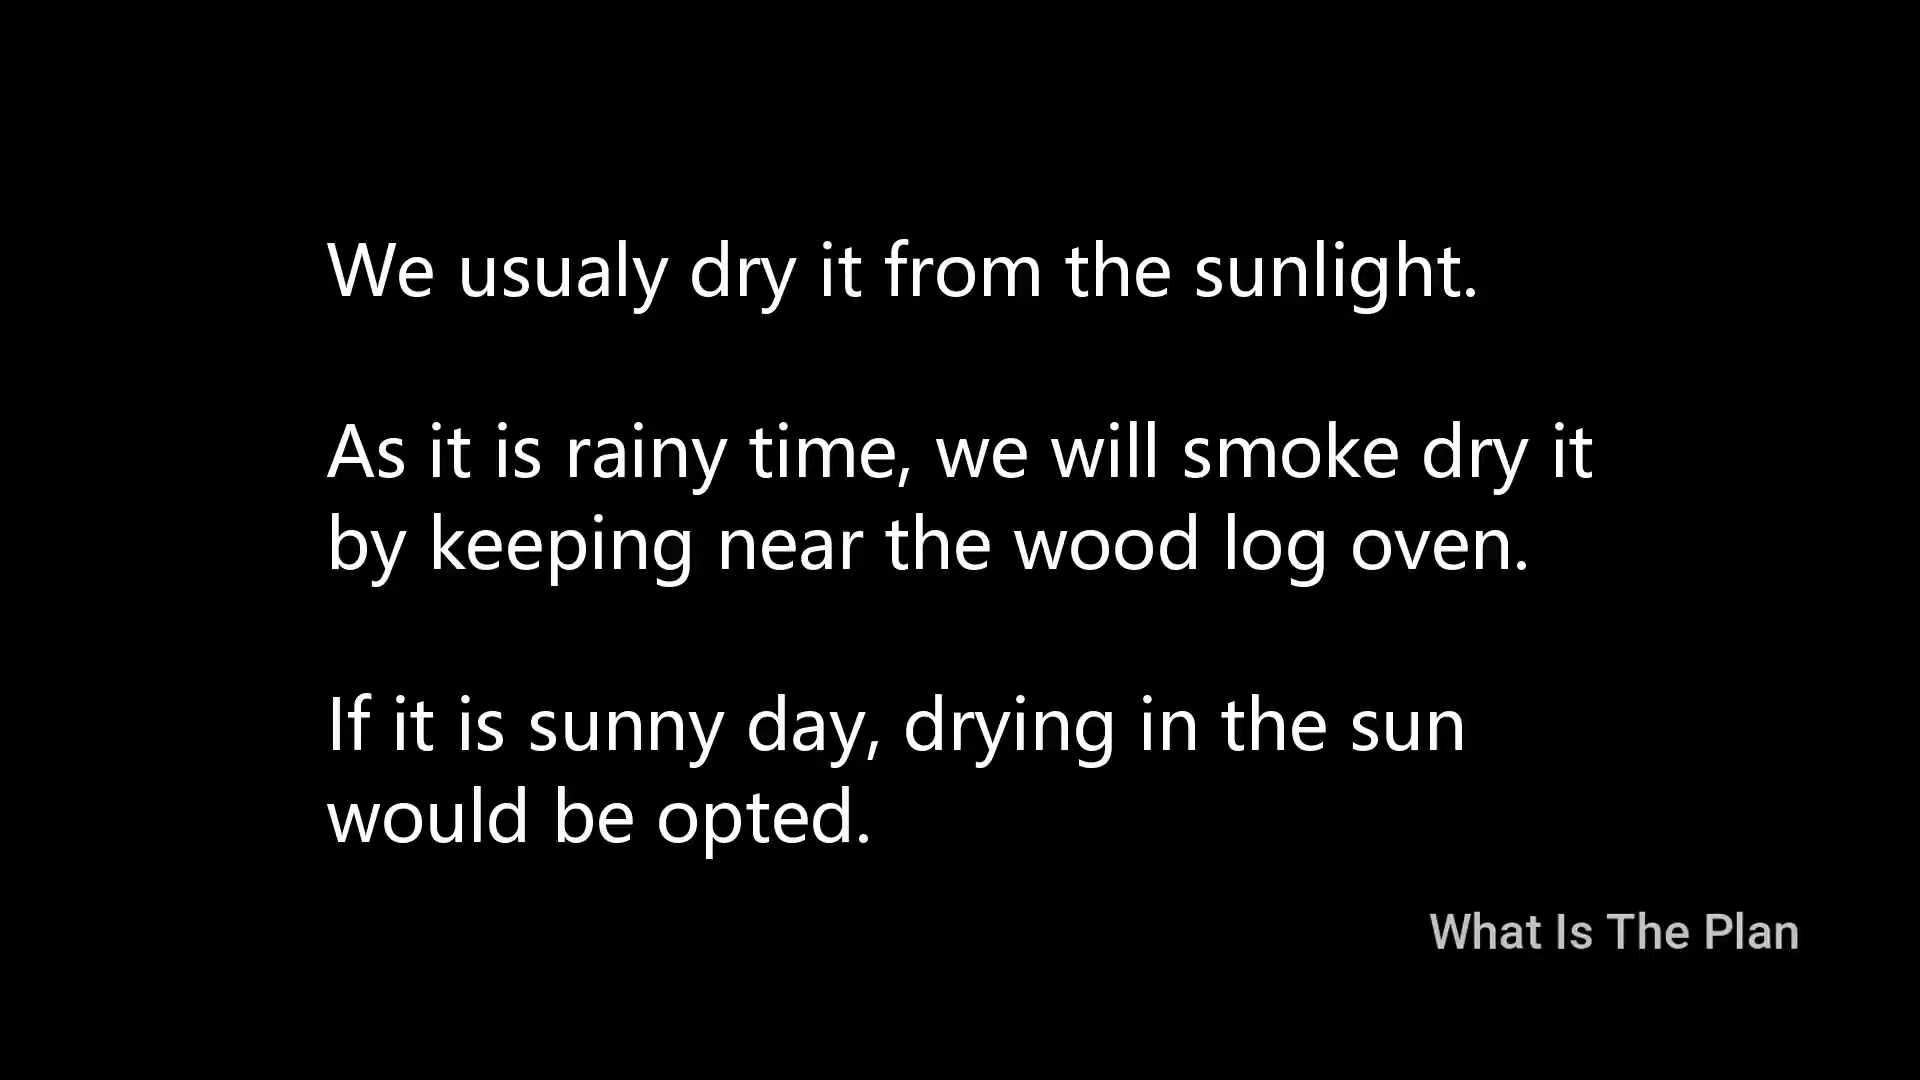 We usualy dry it from the sunlight.
As it is rainy time, we will smoke dry it
by keeping near the wood log oven.
If it is sunny day, drying in the sun
would be opted.
What Is The Plan